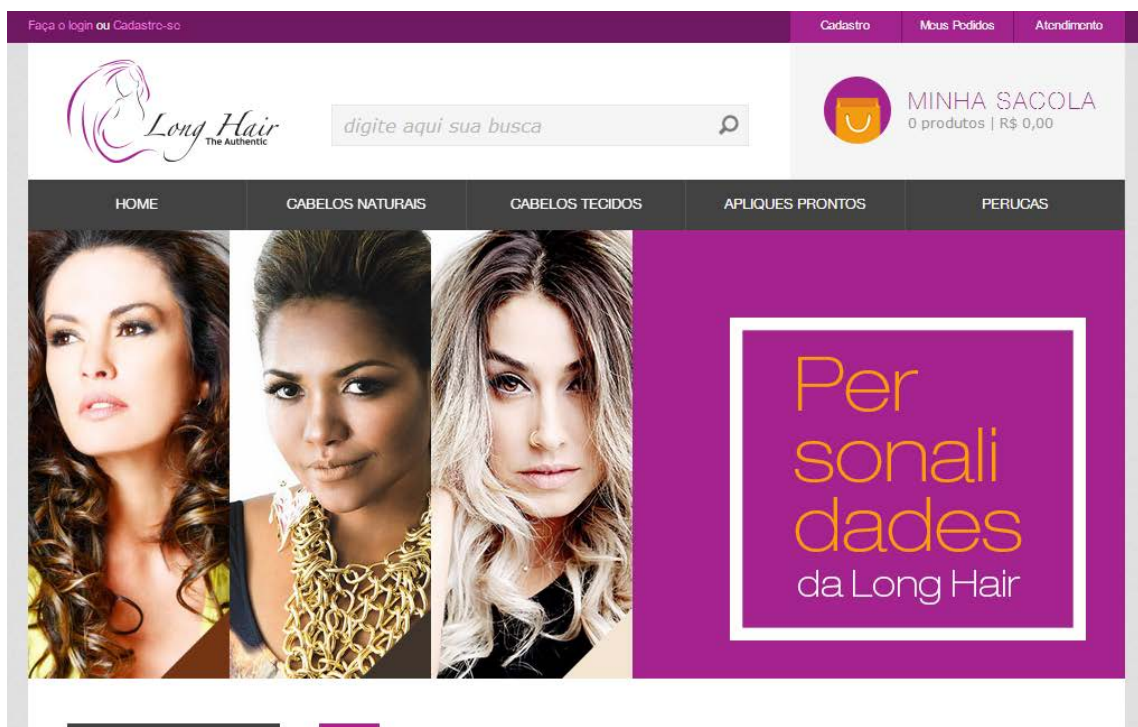 Faça o login ou Cadastre-se
Cadastro
Meus Pedidos
Atendimento
Long Hair
The Authentic
digite aqui sua busca
MINHA SACOLA
0 produtos | R$ 0,00
HOME
CABELOS NATURAIS
CABELOS TECIDOS
APLIQUES PRONTOS
PERUCAS
Per
sonali
dades
da Long Hair